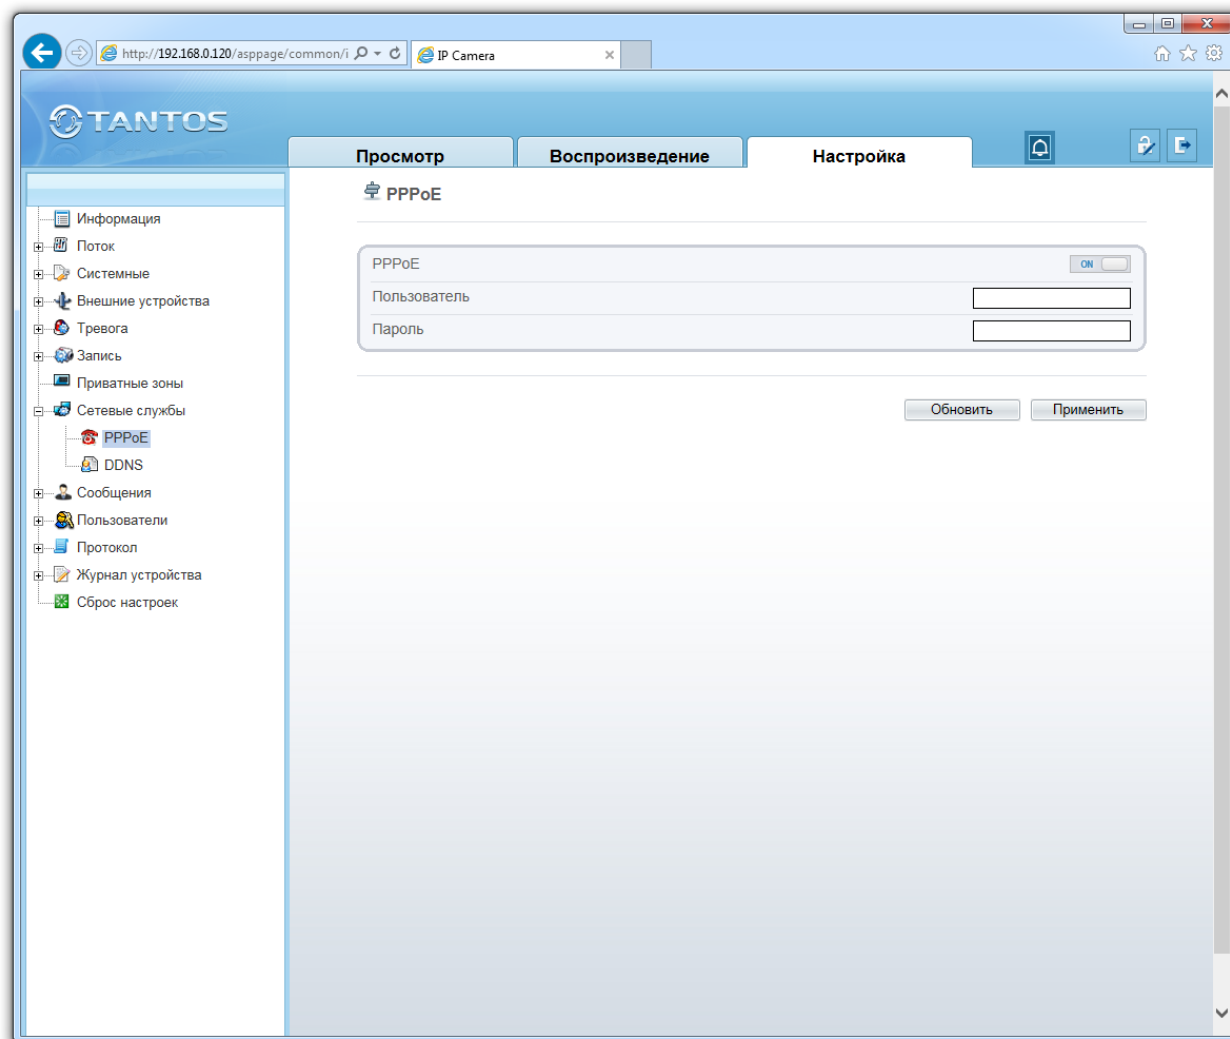 http://192.168.0.120/asppage/common/i
IP Camera
TANTOS
Просмотр
Воспроизведение
Настройка
PPPoE
Информация
Поток
Системные
Внешние устройства
Тревога
Запись
Приватные зоны
Сетевые службы
PPPoE
DDNS
Сообщения
Пользователи
Протокол
Журнал устройства
Сброс настроек
PPPoE
ON
Пользователь
Пароль
Обновить
Применить